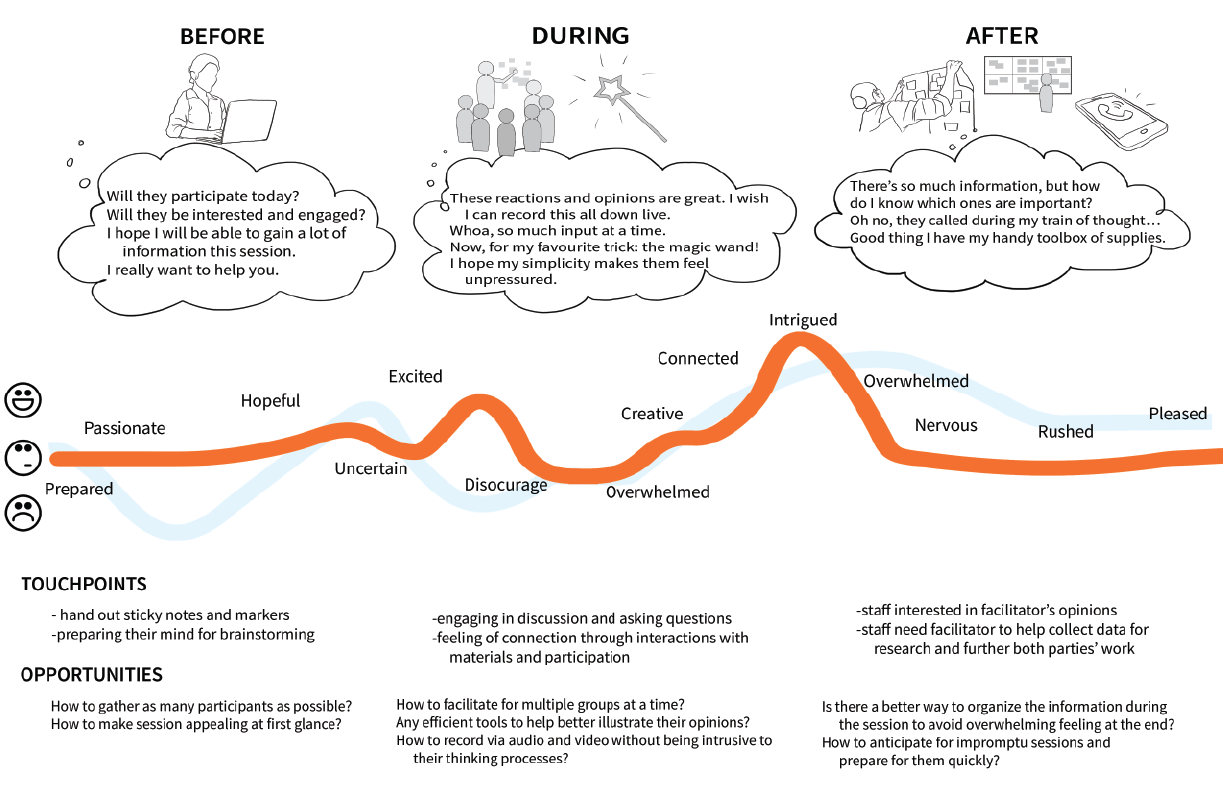 BEFORE
DURING
AFTER
Will they participate today?
Will they be interested and engaged?
I hope I will be able to gain a lot of
information this session.
I really want to help you.
These reactions and opinions are great. I wish
I can record this all down live.
Whoa, so much input at a time.
Now, for my favourite trick: the magic wand!
I hope my simplicity makes them feel
unpressured.
There's so much information, but how
do I know which ones are important?
Oh no, they called during my train of thought...
Good thing I have my handy toolbox of supplies.
Intrigued
Connected
Excited
Overwhelmed
Hopeful
Creative
Pleased
Passionate
Nervous
Rushed
Uncertain
Prepared
Disocurage
Overwhelmed
TOUCHPOINTS
- hand out sticky notes and markers
-preparing their mind for brainstorming
-engaging in discussion and asking questions
-feeling of connection through interactions with
materials and participation
-staff interested in facilitator's opinions
-staff need facilitator to help collect data for
research and further both parties' work
OPPORTUNITIES
How to gather as many participants as possible?
How to make session appealing at first glance?
How to facilitate for multiple groups at a time?
Any efficient tools to help better illustrate their opinions?
How to record via audio and video without being intrusive to
their thinking processes?
Is there a better way to organize the information during
the session to avoid overwhelming feeling at the end?
How to anticipate for impromptu sessions and
prepare for them quickly?